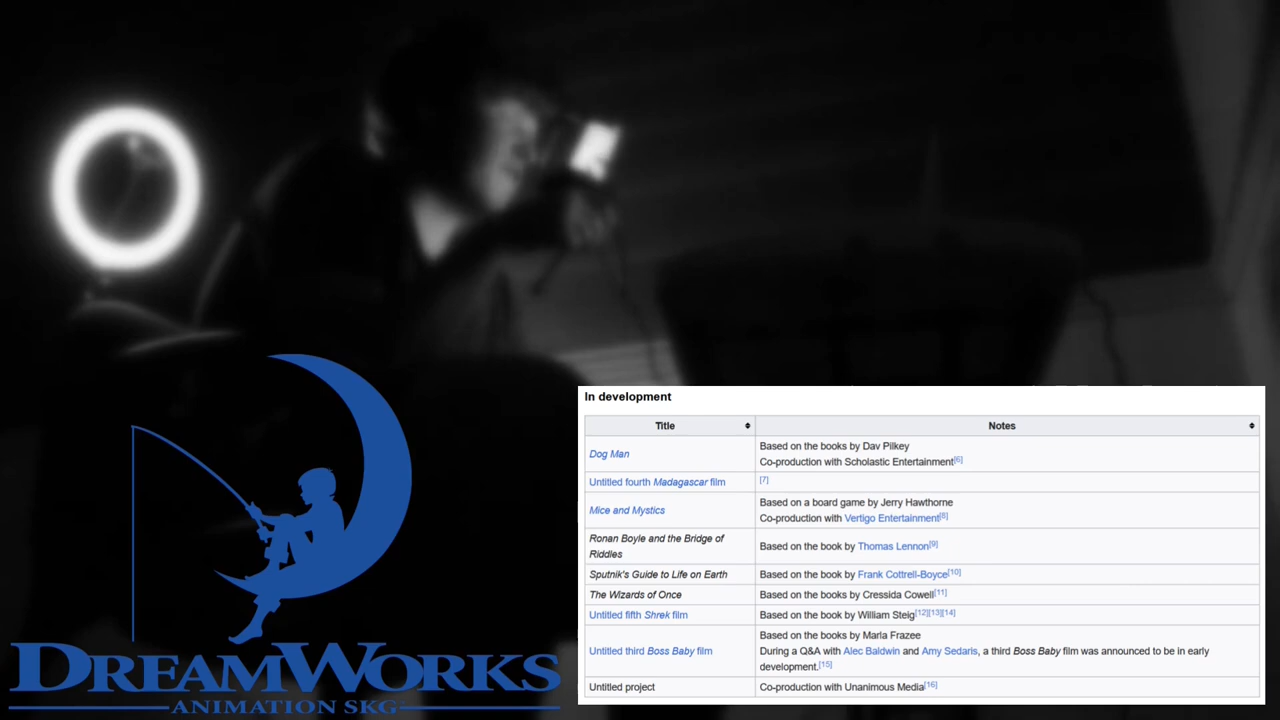 DREAMWORKS
ANIMATION SKG
In development
Title Notes
Dog Man Based on the books by Dav Pilkey
Co-production with Scholastic Entertainment[6]
Untitled fourth Madagascar film [7]
Mice and Mystics Based on a board game by Jerry Hawthorne
Co-production with Vertigo Entertainment[8]
Ronan Boyle and the Bridge of
Riddles Based on the book by Thomas Lennon[9]
Sputnik's Guide to Life on Earth Based on the book by Frank Cottrell-Boyce[10]
The Wizards of Once Based on the books by Cressida Cowell[11]
Untitled fifth Shrek film Based on the book by William Steig[12][13][14]
Untitled third Boss Baby film Based on the books by Marla Frazee
During a Q&A with Alec Baldwin and Amy Sedaris, a third Boss Baby film was announced to be in early
development.[15]
Untitled project Co-production with Unanimous Media[16]